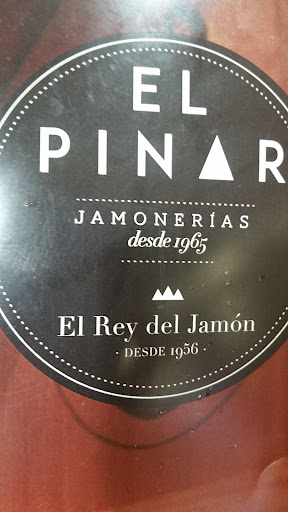 EL
PINAR
JAMONERÍAS
desde 1965
El Rey del Jamón
· DESDE 1956 ·